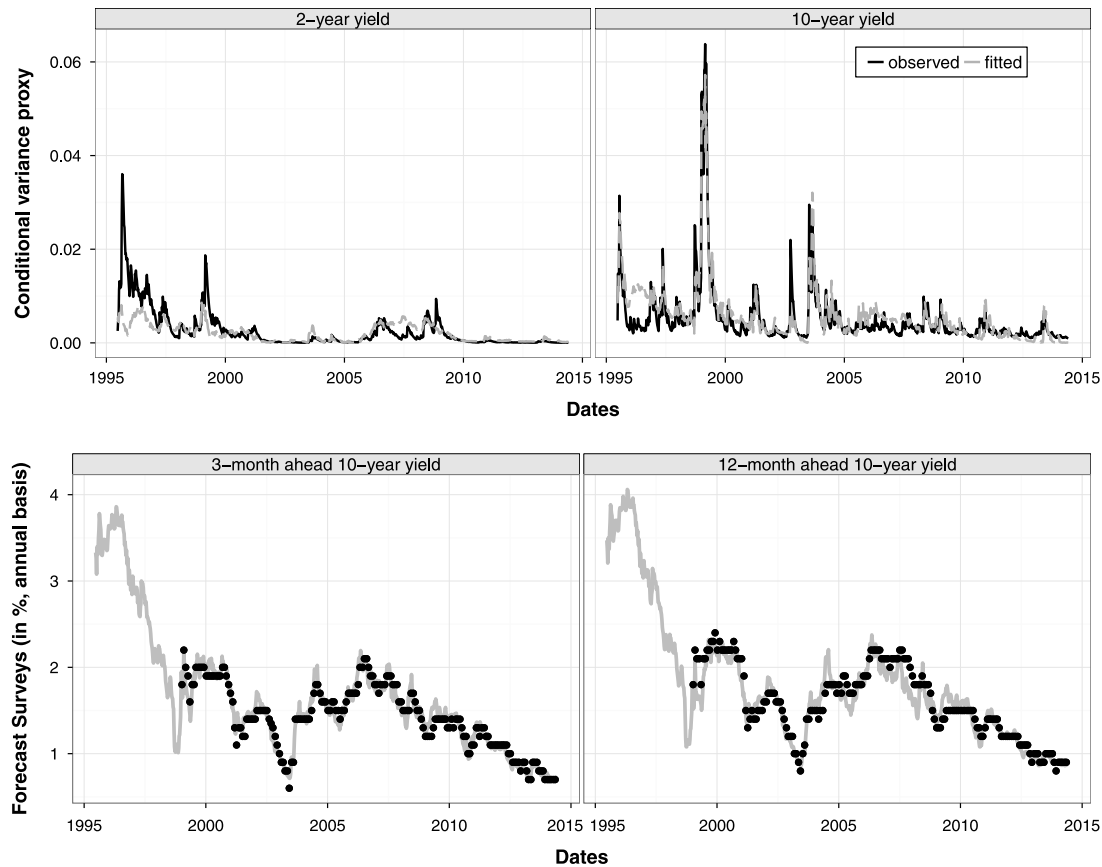 2−year yield
10−year yield
Conditional variance proxy
0.06
0.04
0.02
0.00
observed fitted
1995 2000 2005 2010 2015
1995 2000 2005 2010 2015
Dates
Dates
3−month ahead 10−year yield
12−month ahead 10−year yield
Forecast Surveys (in %, annual basis)
4
3
2
1
1995 2000 2005 2010 2015
1995 2000 2005 2010 2015
Dates
Dates